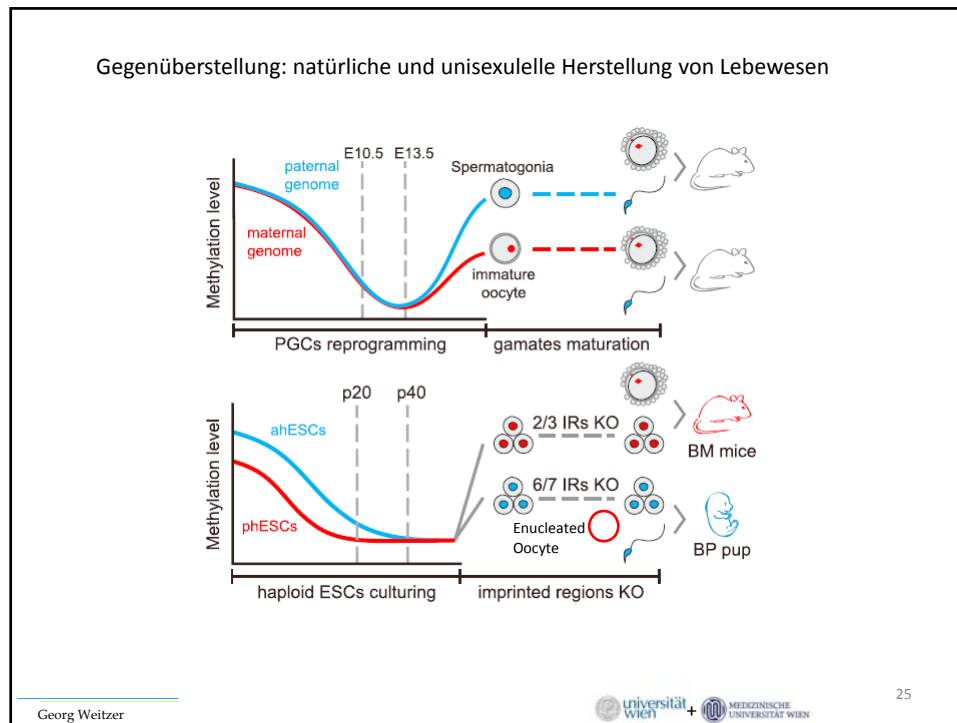 Gegenüberstellung: natürliche und unisexulelle Herstellung von Lebewesen
Methylation level
paternal
genome
maternal
genome
E10.5
E13.5
Spermatogonia
immature
oocyte
PGCs reprogramming
gamates maturation
Methylation level
p20
p40
ahESCs
phESCs
2/3 IRs KO
6/7 IRs KO
Enucleated
Oocyte
BM mice
BP pup
haploid ESCs culturing
imprinted regions KO
Georg Weitzer
universität
wien
+
MEDIZINISCHE
UNIVERSITÄT WIEN
25